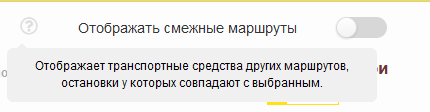 Отображать смежные маршруты
Отображает транспортные средства других маршрутов,
остановки у которых совпадают с выбранным.